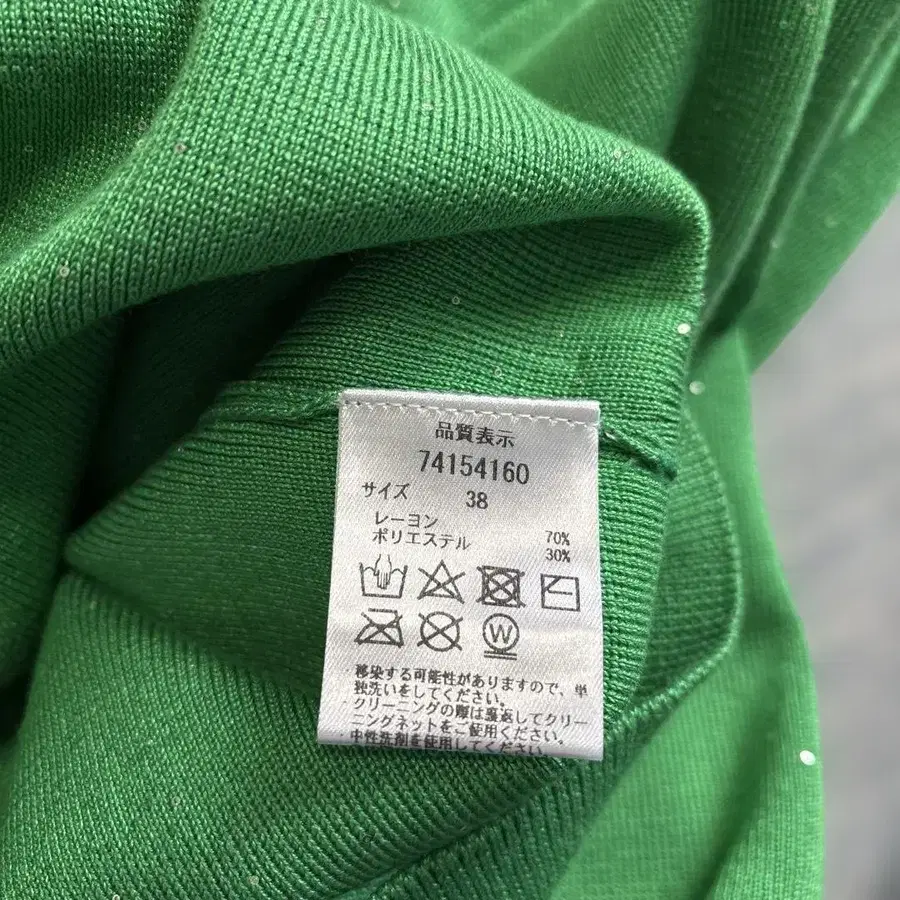 品質表示
74154160
サイズ 38
レーヨン 70%
ポリエステル 30%
W
移染する可能性がありますので、単
独洗いをしてください。
・クリーニングの際は裏返してクリー
ニングネットをご使用ください。
・中性洗剤を使用してください。